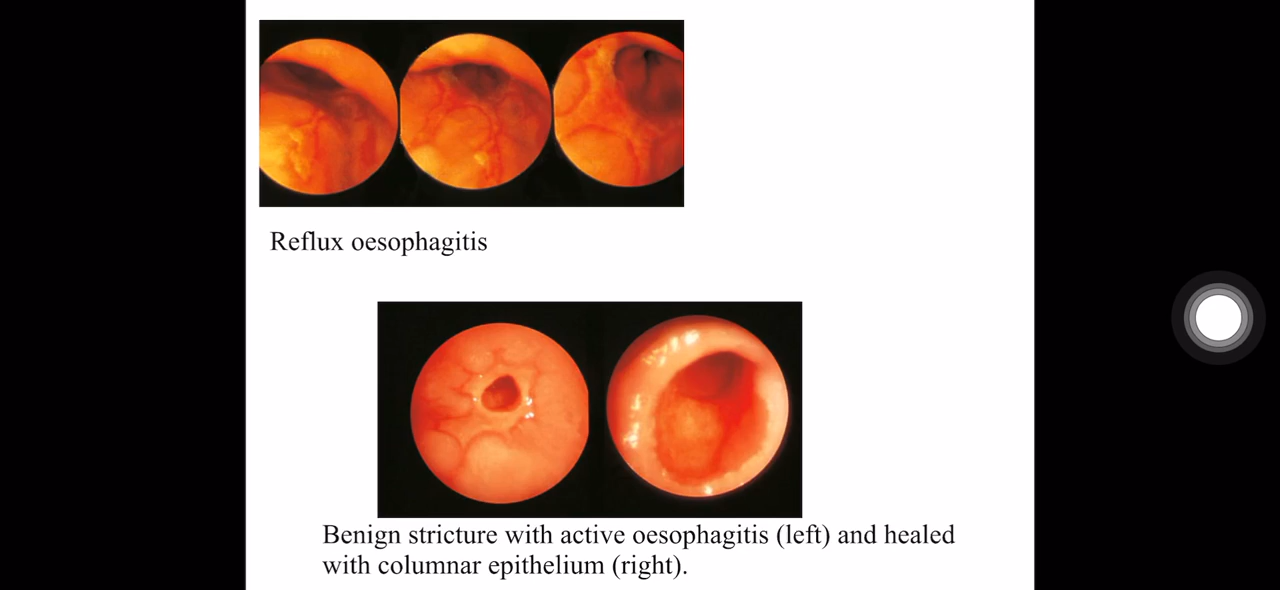 Reflux oesophagitis
Benign stricture with active oesophagitis (left) and healed
with columnar epithelium (right).